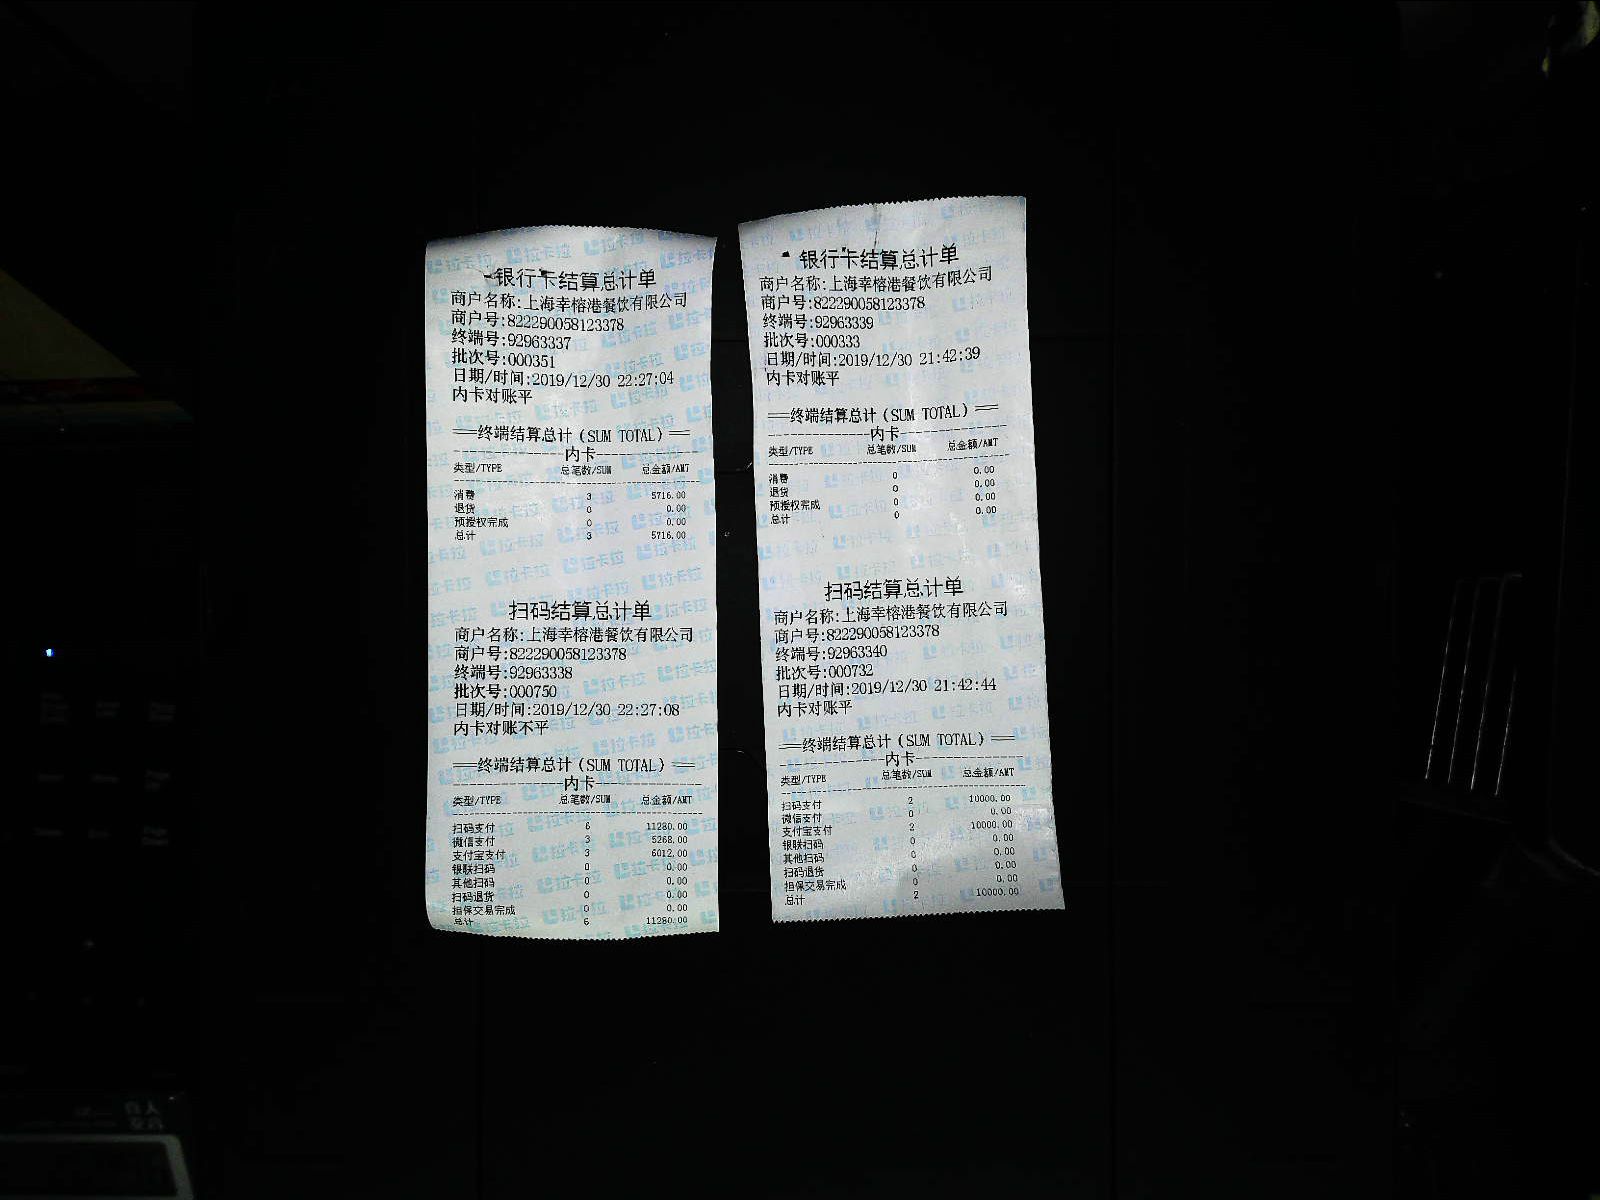 银行卡结算总计单
商户名称:上海幸榕港餐饮有限公司
商户号:822290058123378
终端号:92963337
批次号:000351
日期/时间:2019/12/30 22:27:04
内卡对账平
==终端结算总计(SUM TOTAL)==
内卡
类型/TYPE 总笔数/SUM 总金额/AMT
消费 3 5716.00
退货 0 0.00
预授权完成 0 0.00
总计 3 5716.00
扫码结算总计单
商户名称:上海幸榕港餐饮有限公司
商户号:822290058123378
终端号:92963338
批次号:000750
日期/时间:2019/12/30 22:27:08
内卡对账不平
==终端结算总计(SUM TOTAL)==
内卡
类型/TYPE 总笔数/SUM 总金额/AMT
扫码支付 6 11280.00
微信支付 3 5268.00
支付宝支付 3 6012.00
银联扫码 0 0.00
其他扫码 0 0.00
扫码退货 0 0.00
担保交易完成 0 0.00
总计 6 11280.00
银行卡结算总计单
商户名称:上海幸榕港餐饮有限公司
商户号:822290058123378
终端号:92963339
批次号:000333
日期/时间:2019/12/30 21:42:39
内卡对账平
==终端结算总计(SUM TOTAL)==
内卡
类型/TYPE 总笔数/SUM 总金额/AMT
消费 0 0.00
退货 0 0.00
预授权完成 0 0.00
总计 0 0.00
扫码结算总计单
商户名称:上海幸榕港餐饮有限公司
商户号:822290058123378
终端号:92963340
批次号:000732
日期/时间:2019/12/30 21:42:44
内卡对账平
==终端结算总计(SUM TOTAL)==
内卡
类型/TYPE 总笔数/SUM 总金额/AMT
扫码支付 2 10000.00
微信支付 0 0.00
支付宝支付 2 10000.00
银联扫码 0 0.00
其他扫码 0 0.00
扫码退货 0 0.00
担保交易完成 0 0.00
总计 2 10000.00